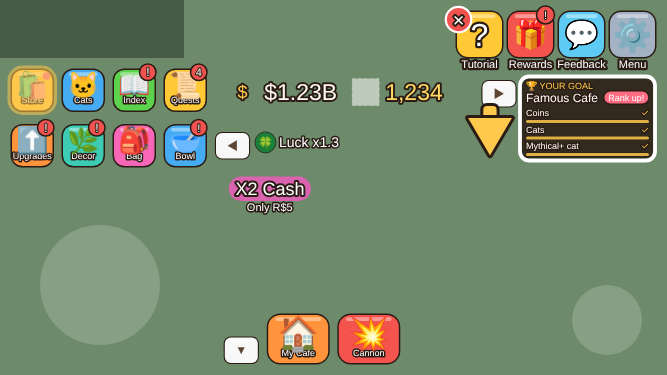 Tutorial
Rewards
Feedback
Menu
Store
Cats
Index
Quests
4
$ $1.23B
1,234
YOUR GOAL
Famous Cafe
Rank up!
Coins
Cats
Mythical+ cat
Upgrades
Decor
Bag
Bowl
Luck x1.3
X2 Cash
Only R$5
My Cafe
Cannon